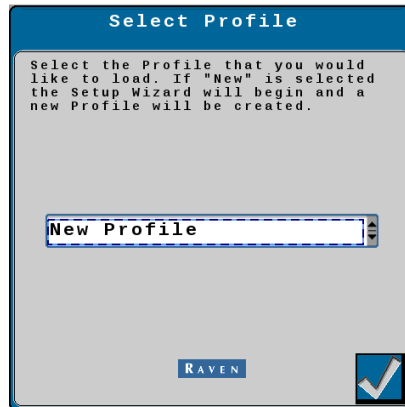 Select Profile
Select the Profile that you would
like to load. If "New" is selected
the Setup Wizard will begin and a
new Profile will be created.
New Profile
RAVEN